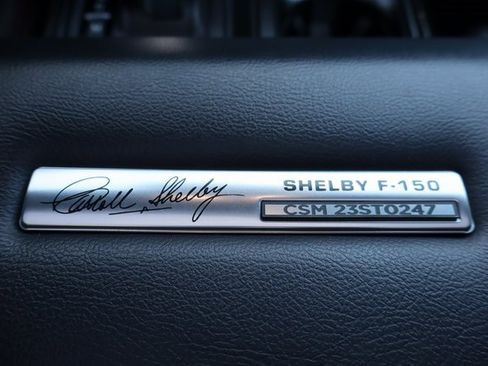 Carroll Shelby
SHELBY F-150
CSM 23ST0247